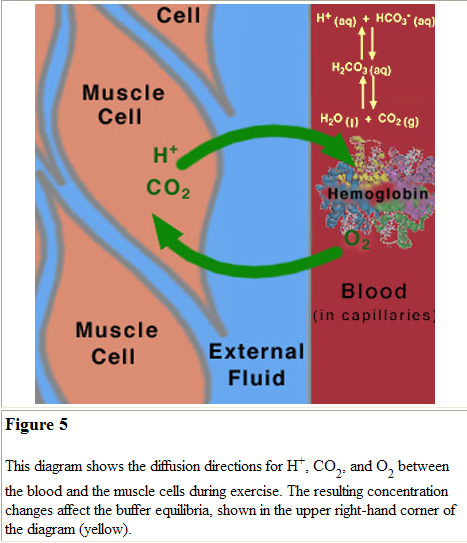 Cell
H⁺ (aq) + HCO₃⁻ (aq)
H₂CO₃ (aq)
H₂O (l) + CO₂ (g)
Muscle
Cell
H⁺
CO₂
Hemoglobin
O₂
Blood
(in capillaries)
Muscle
Cell
External
Fluid
Figure 5
This diagram shows the diffusion directions for H⁺, CO₂, and O₂ between
the blood and the muscle cells during exercise. The resulting concentration
changes affect the buffer equilibria, shown in the upper right-hand corner of
the diagram (yellow).